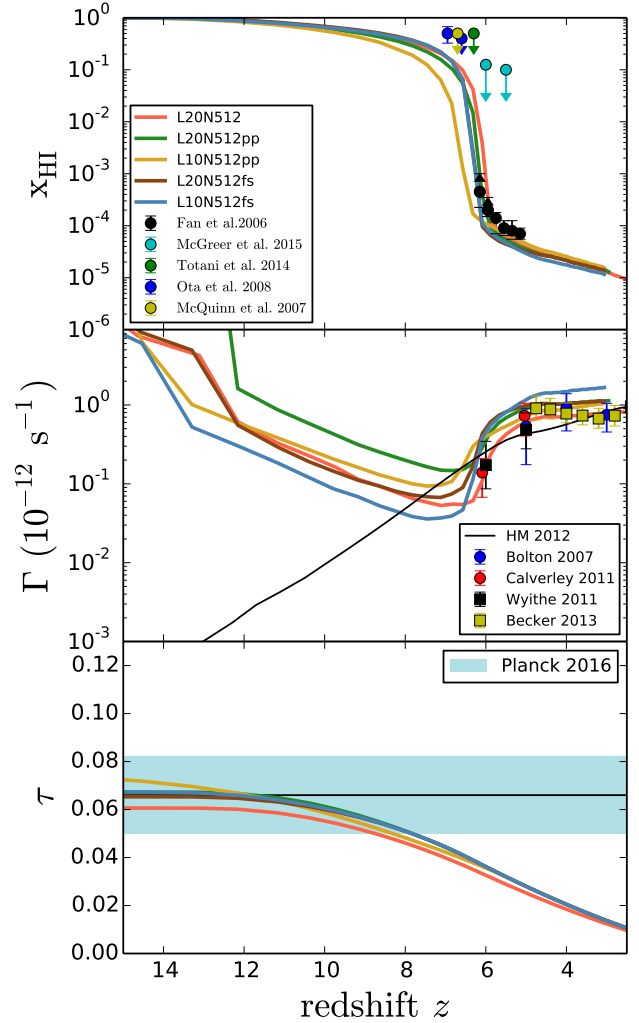 10^0
10^-1
10^-2
10^-3
10^-4
10^-5
10^-6
x_HI
L20N512
L20N512pp
L10N512pp
L20N512fs
L10N512fs
Fan et al.2006
McGreer et al. 2015
Totani et al. 2014
Ota et al. 2008
McQuinn et al. 2007
10^1
10^0
10^-1
10^-2
10^-3
Γ (10^-12 s^-1)
HM 2012
Bolton 2007
Calverley 2011
Wyithe 2011
Becker 2013
0.12
0.10
0.08
0.06
0.04
0.02
0.00
τ
Planck 2016
14 12 10 8 6 4
redshift z